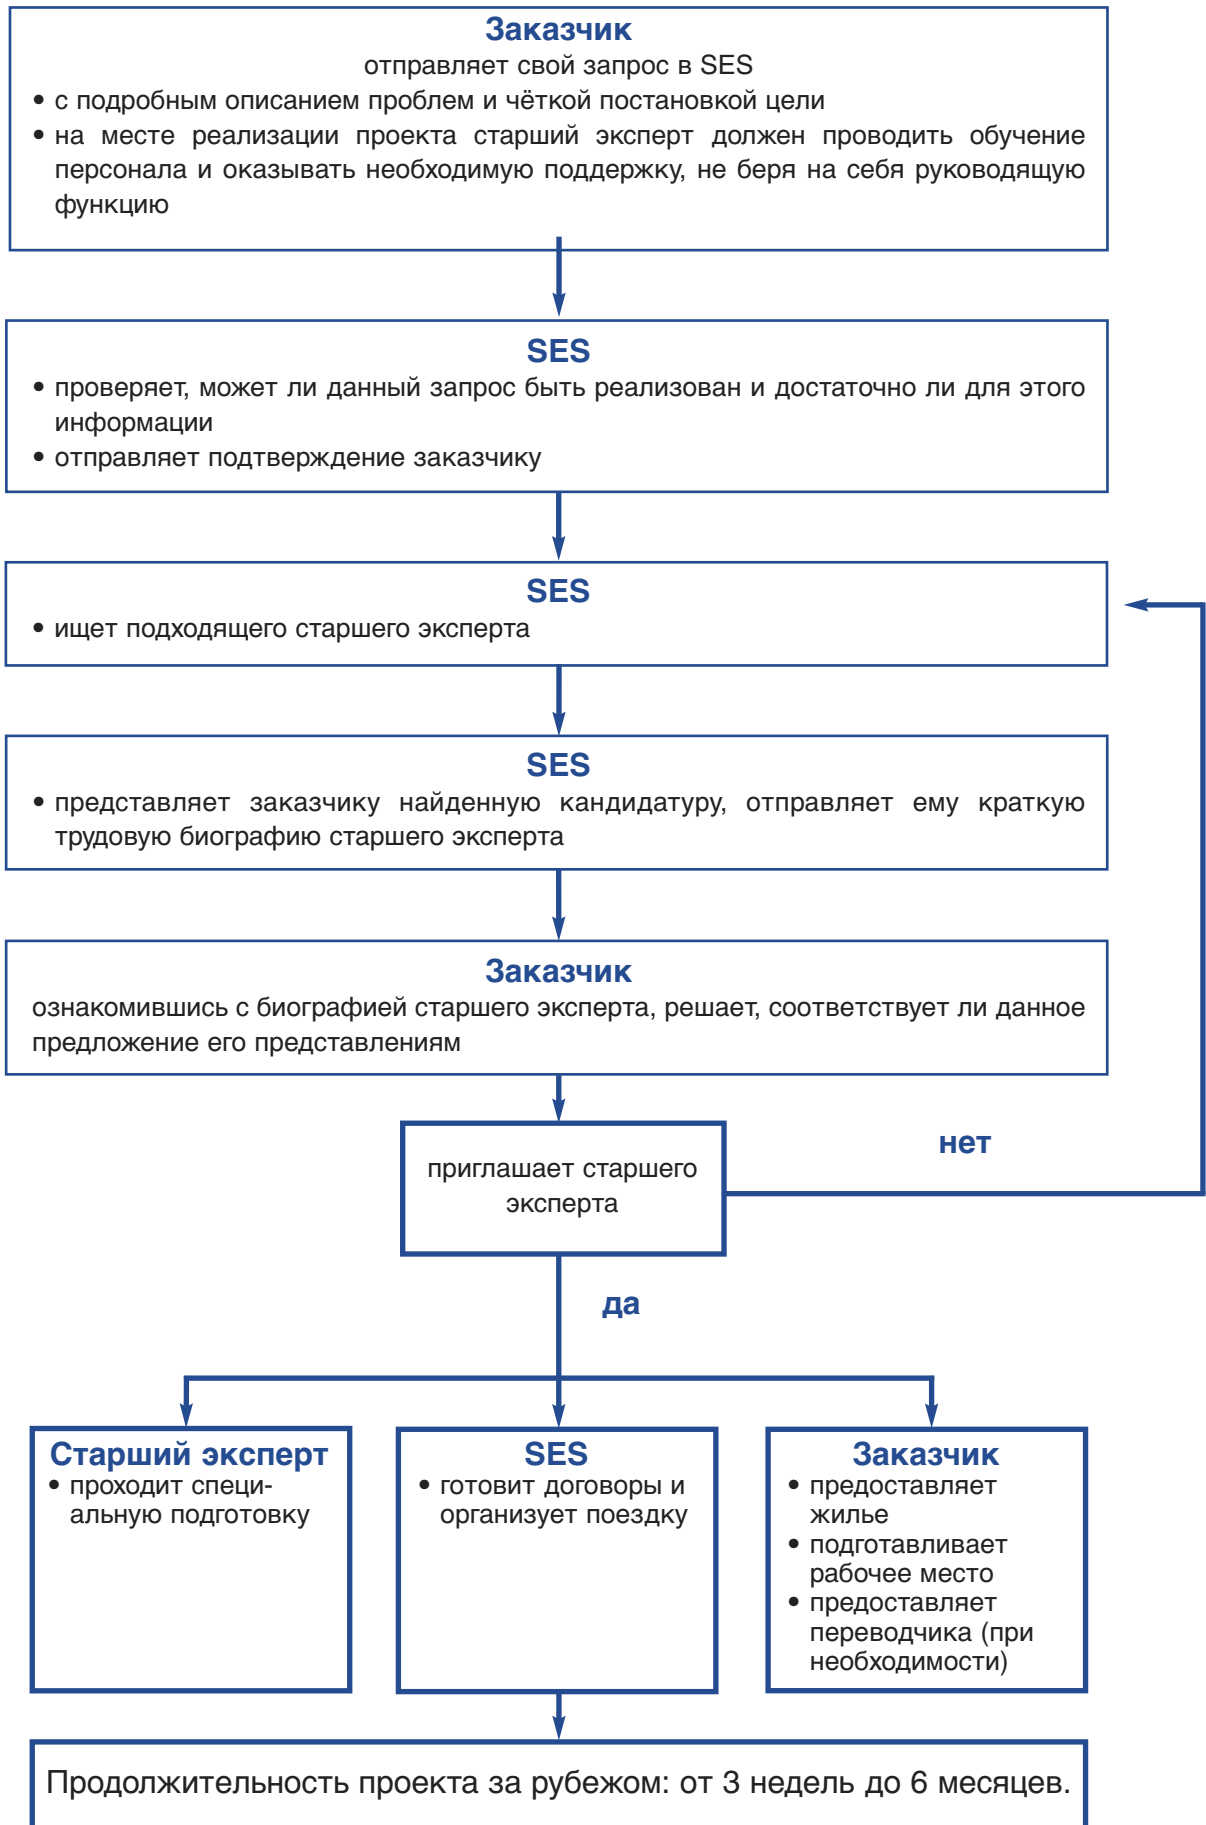 Заказчик
отправляет свой запрос в SES
• с подробным описанием проблем и чёткой постановкой цели
• на месте реализации проекта старший эксперт должен проводить обучение
персонала и оказывать необходимую поддержку, не беря на себя руководящую
функцию
SES
• проверяет, может ли данный запрос быть реализован и достаточно ли для этого
информации
• отправляет подтверждение заказчику
SES
• ищет подходящего старшего эксперта
SES
• представляет заказчику найденную кандидатуру, отправляет ему краткую
трудовую биографию старшего эксперта
Заказчик
ознакомившись с биографией старшего эксперта, решает, соответствует ли данное
предложение его представлениям
нет
приглашает старшего
эксперта
да
Старший эксперт
• проходит специ-
альную подготовку
SES
• готовит договоры и
организует поездку
Заказчик
• предоставляет
жилье
• подготавливает
рабочее место
• предоставляет
переводчика (при
необходимости)
Продолжительность проекта за рубежом: от 3 недель до 6 месяцев.